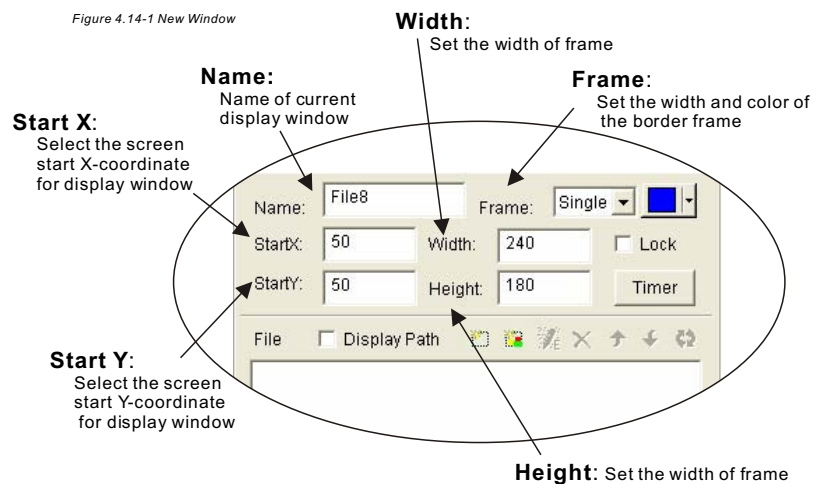 Figure 4.14-1 New Window
Width:
Set the width of frame
Name:
Name of current
display window
Frame:
Set the width and color of
the border frame
Start X:
Select the screen
start X-coordinate
for display window
Name: File8 Frame: Single
StartX: 50 Width: 240 Lock
StartY: 50 Height: 180 Timer
File Display Path
Start Y:
Select the screen
start Y-coordinate
for display window
Height: Set the width of frame